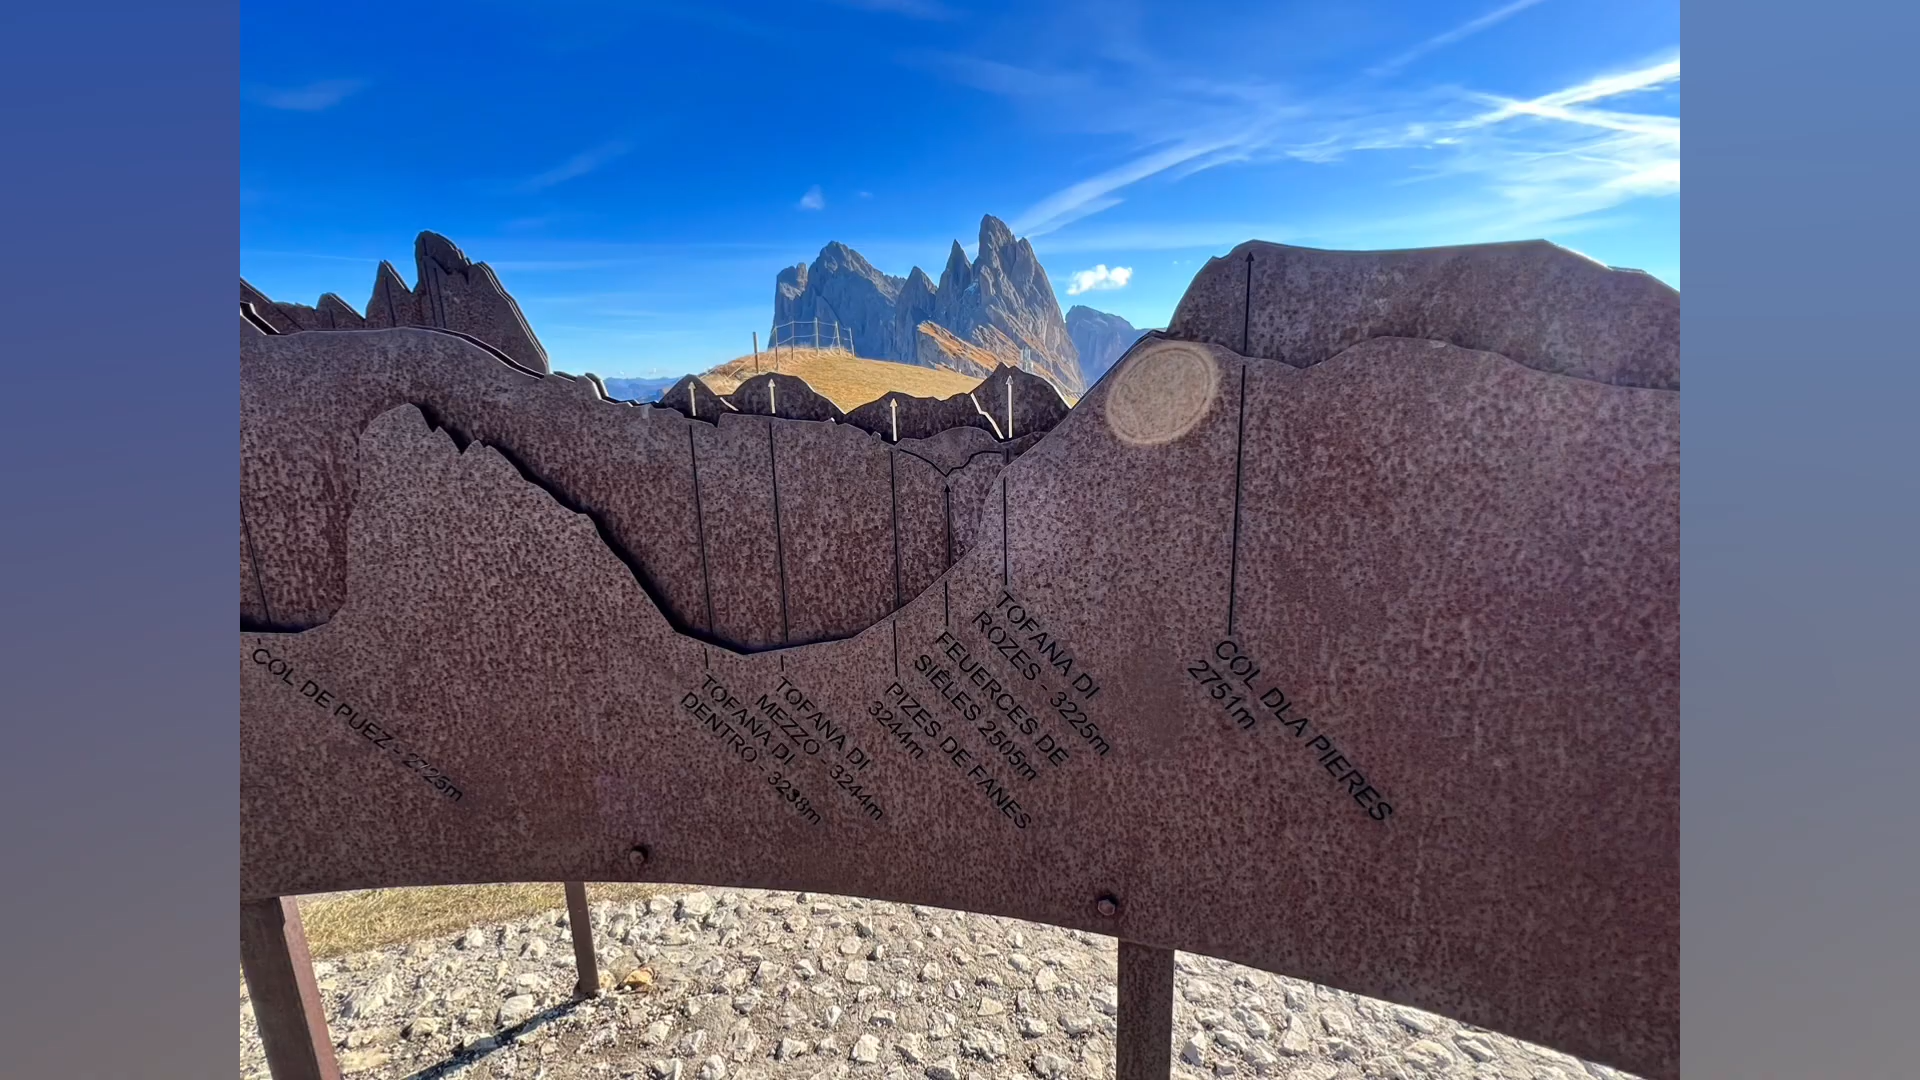 COL DE PUEZ - 2725m
TOFANA DI
DENTRO - 3238m
TOFANA DI
MEZZO - 3244m
PIZES DE FANES
3244m
FEUERCES DE
SIËLES 2505m
TOFANA DI
ROZES - 3225m
COL DLA PIERES
2751m